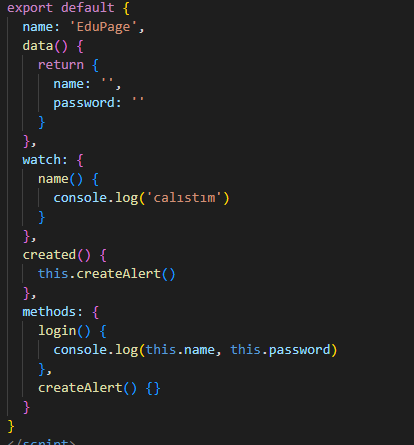 export default {
  name: 'EduPage',
  data() {
    return {
      name: '',
      password: ''
    }
  },
  watch: {
    name() {
      console.log('calıstım')
    }
  },
  created() {
    this.createAlert()
  },
  methods: {
    login() {
      console.log(this.name, this.password)
    },
    createAlert() {}
  }
}
</script>